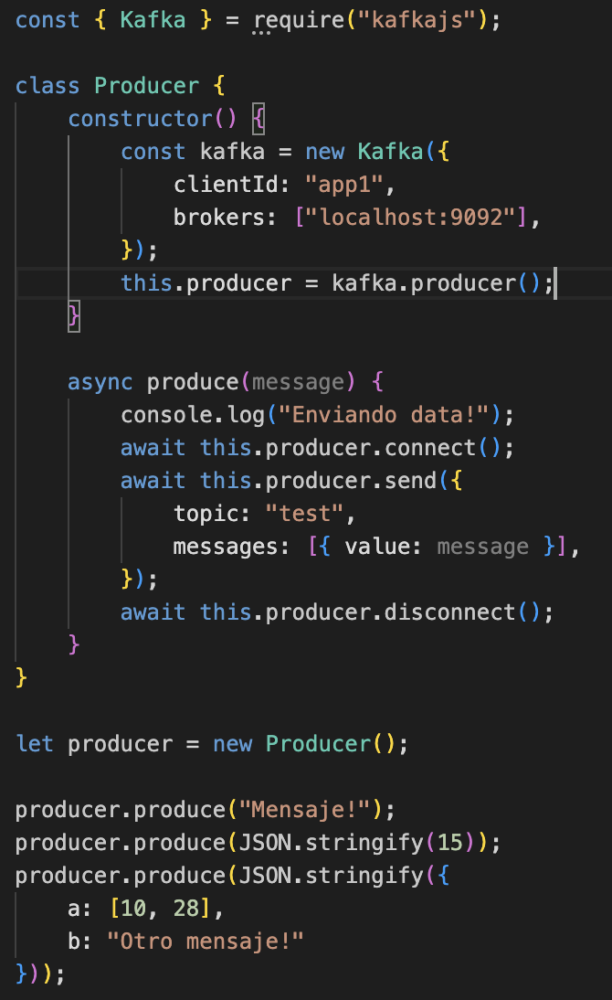 const { Kafka } = require("kafkajs");
class Producer {
constructor() {
const kafka = new Kafka({
clientId: "app1",
brokers: ["localhost:9092"],
});
this.producer = kafka.producer();
}
async produce(message) {
console.log("Enviando data!");
await this.producer.connect();
await this.producer.send({
topic: "test",
messages: [{ value: message }],
});
await this.producer.disconnect();
}
}
let producer = new Producer();
producer.produce("Mensaje!");
producer.produce(JSON.stringify(15));
producer.produce(JSON.stringify({
a: [10, 28],
b: "Otro mensaje!"
}));